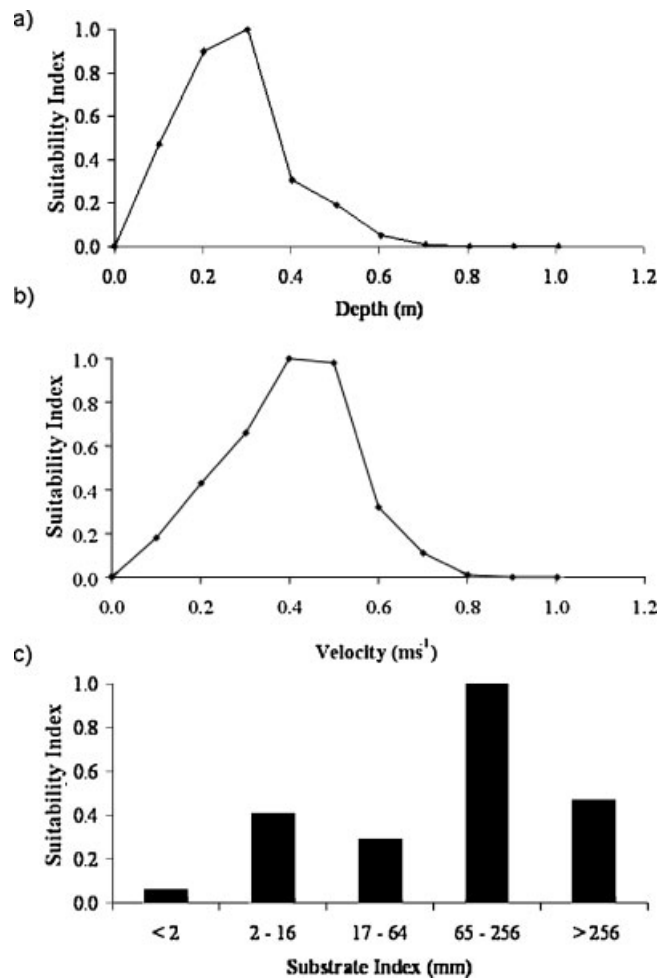 a)
1.0
0.8
0.6
0.4
0.2
0.0
Suitability Index
0.0 0.2 0.4 0.6 0.8 1.0 1.2
Depth (m)
b)
1.0
0.8
0.6
0.4
0.2
0.0
Suitability Index
0.0 0.2 0.4 0.6 0.8 1.0 1.2
Velocity (ms⁻¹)
c)
1.0
0.8
0.6
0.4
0.2
0.0
Suitability Index
< 2 2 - 16 17 - 64 65 - 256 > 256
Substrate Index (mm)